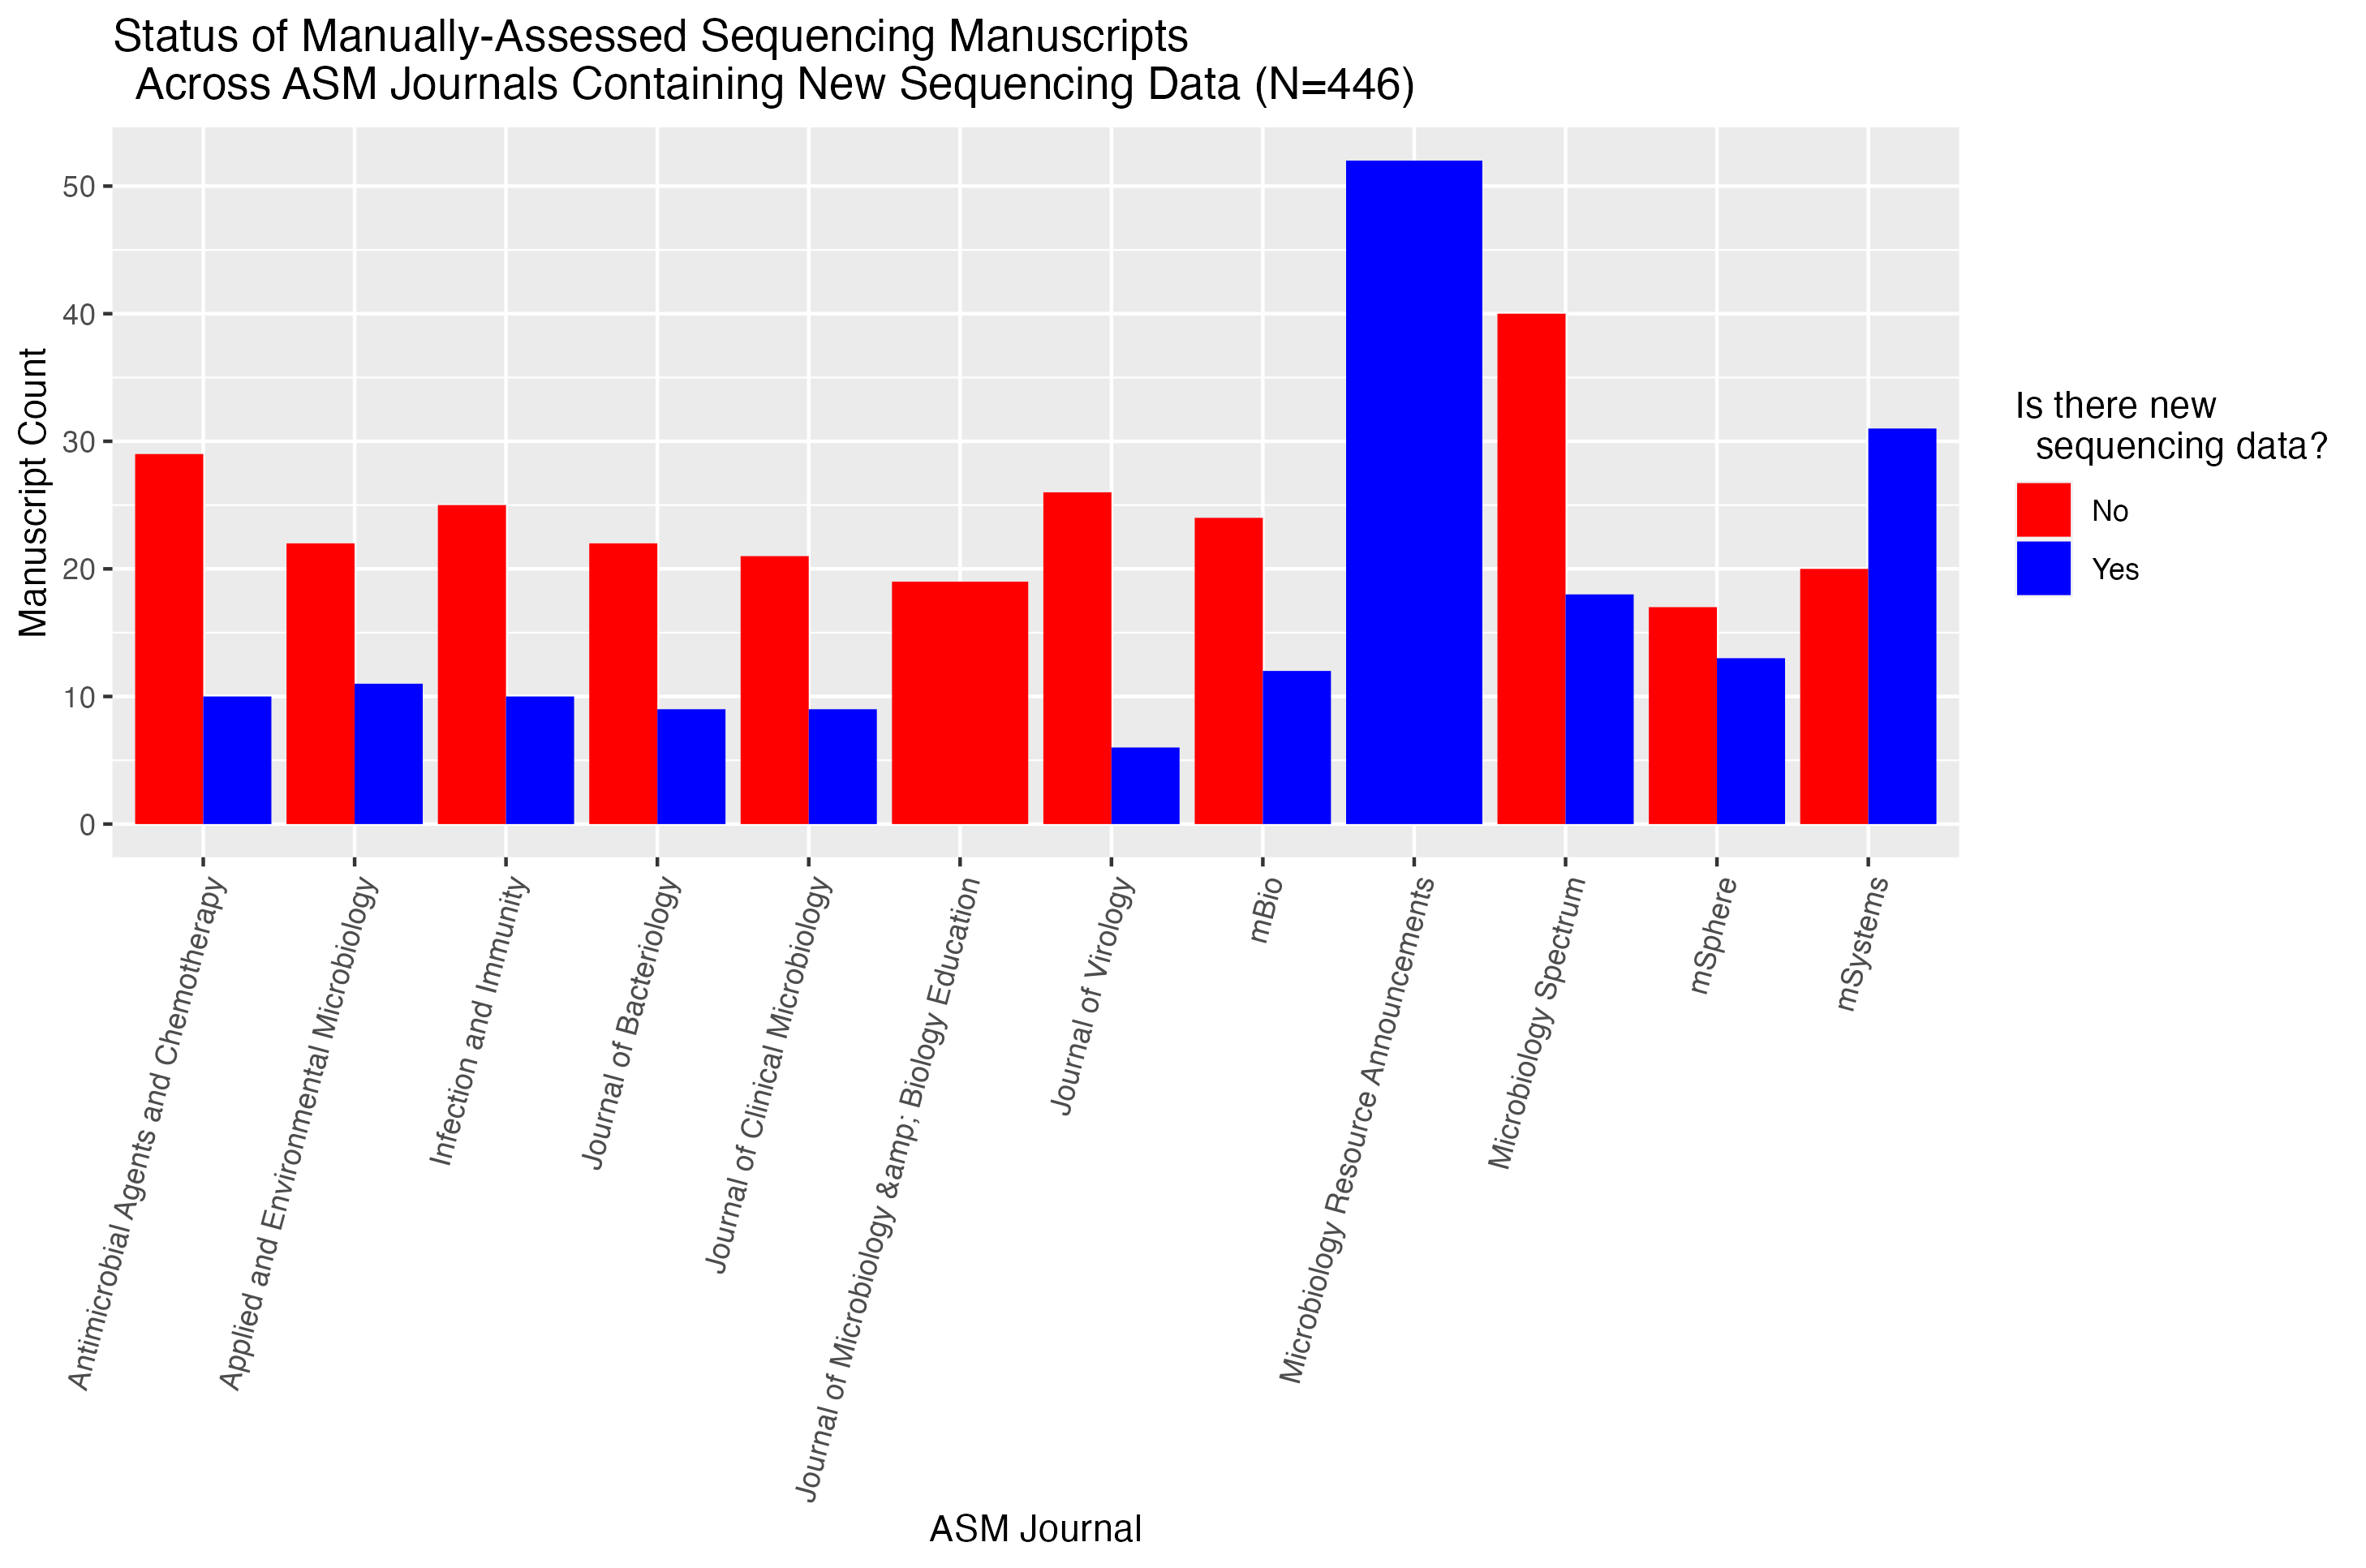 Status of Manually-Assessed Sequencing Manuscripts
Across ASM Journals Containing New Sequencing Data (N=446)
Manuscript Count
50
40
30
20
10
0
Antimicrobial Agents and Chemotherapy
Applied and Environmental Microbiology
Infection and Immunity
Journal of Bacteriology
Journal of Clinical Microbiology
Journal of Microbiology &amp; Biology Education
Journal of Virology
mBio
Microbiology Resource Announcements
Microbiology Spectrum
mSphere
mSystems
ASM Journal
Is there new
sequencing data?
No
Yes